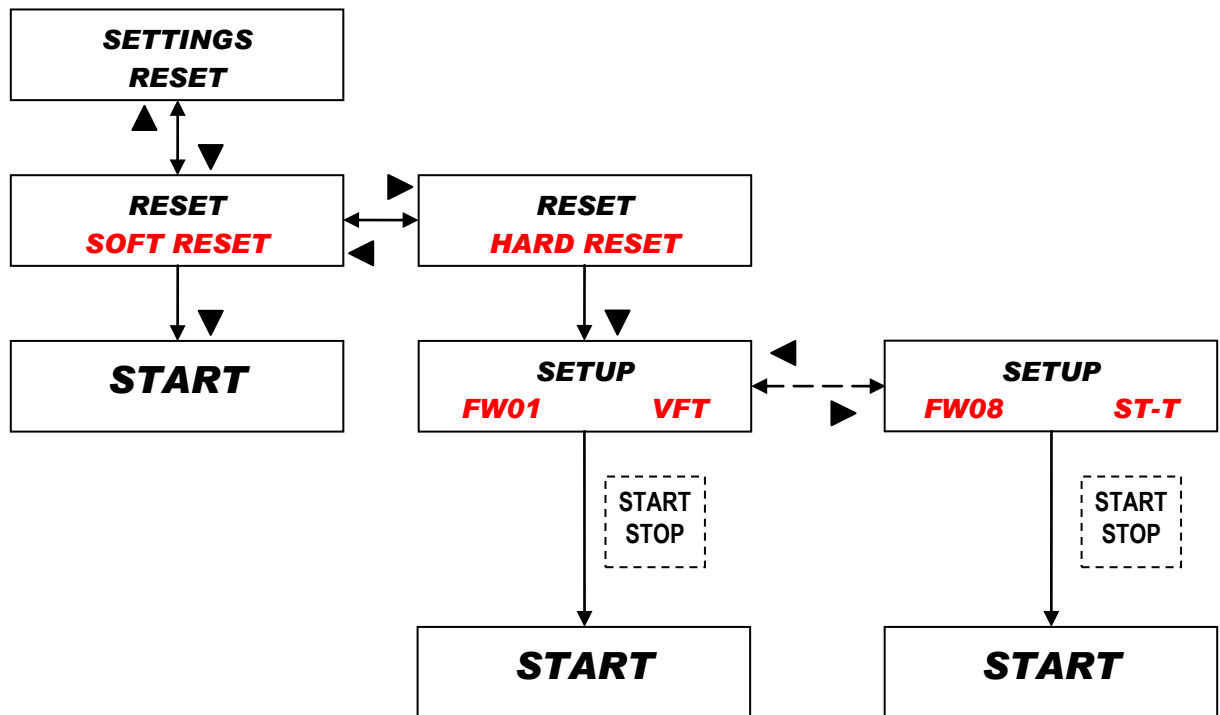 SETTINGS
RESET
RESET
SOFT RESET
RESET
HARD RESET
START
SETUP
FW01 VFT
SETUP
FW08 ST-T
START
STOP
START
STOP
START
START